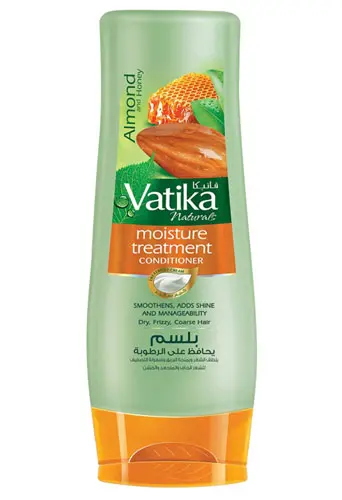 Almond
and Honey
فاتيكا
Vatika
Naturals
moisture
treatment
CONDITIONER
SMOOTHENS, ADDS SHINE
AND MANAGEABILITY
Dry, Frizzy, Coarse Hair
بلسم
يحافظ على الرطوبة